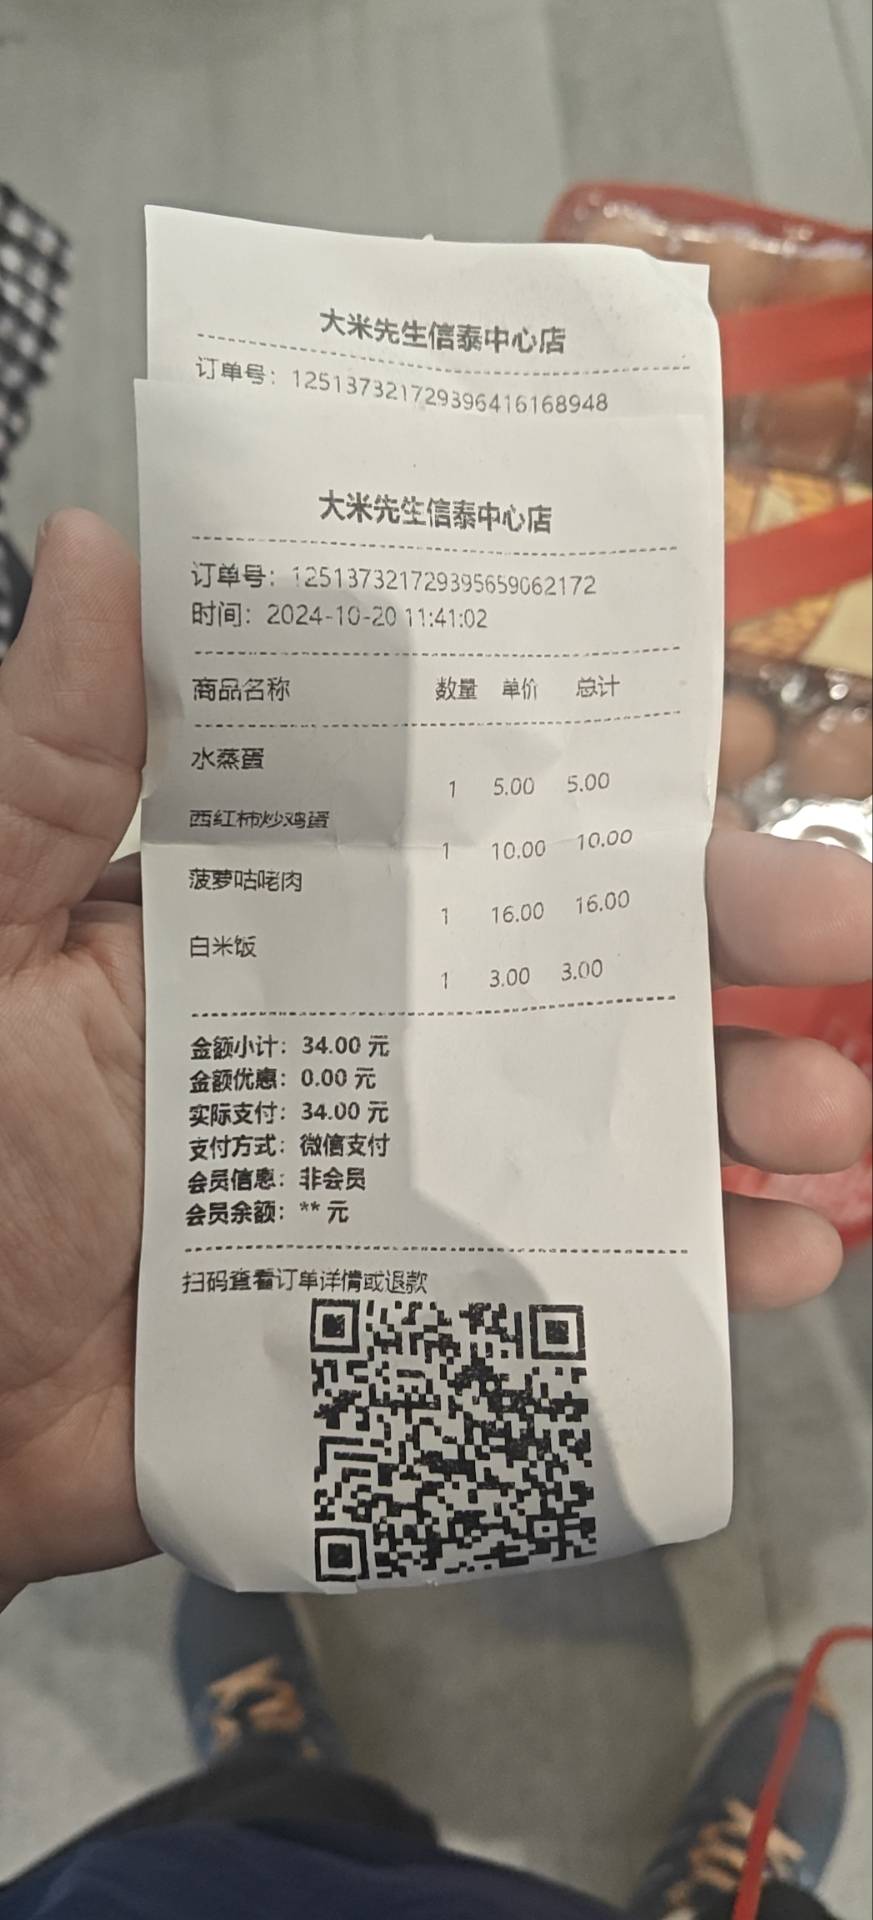 大米先生信泰中心店
订单号：1251373217293964​16168948
大米先生信泰中心店
订单号：1251373217293956590​62172
时间：2024-10-20 11:41:02
商品名称 数量 单价 总计
水蒸蛋
1 5.00 5.00
西红柿炒鸡蛋
1 10.00 10.00
菠萝咕咾肉
1 16.00 16.00
白米饭
1 3.00 3.00
金额小计：34.00 元
金额优惠：0.00 元
实际支付：34.00 元
支付方式：微信支付
会员信息：非会员
会员余额：** 元
扫码查看订单详情或退款